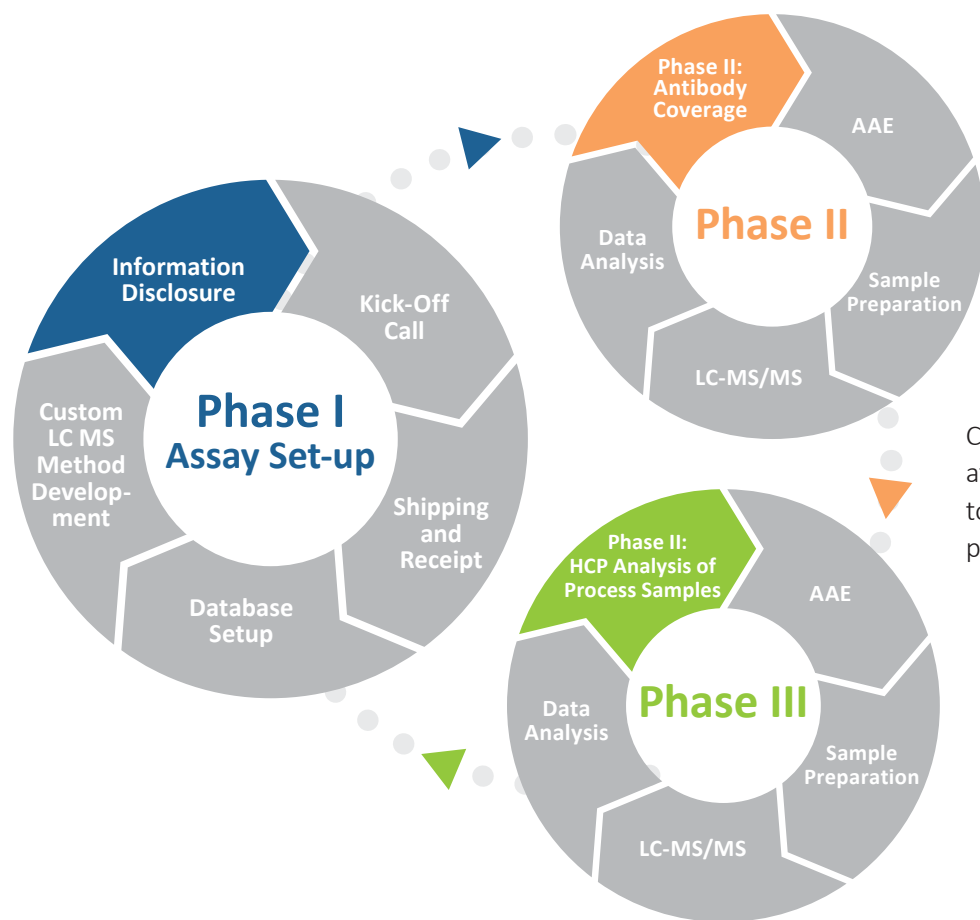 Phase I
Assay Set-up
Information
Disclosure
Kick-Off
Call
Shipping
and
Receipt
Database
Setup
Custom
LC MS
Method
Develop-
ment
Phase II
Phase II:
Antibody
Coverage
AAE
Sample
Preparation
LC-MS/MS
Data
Analysis
Phase III
Phase II:
HCP Analysis of
Process Samples
AAE
Sample
Preparation
LC-MS/MS
Data
Analysis